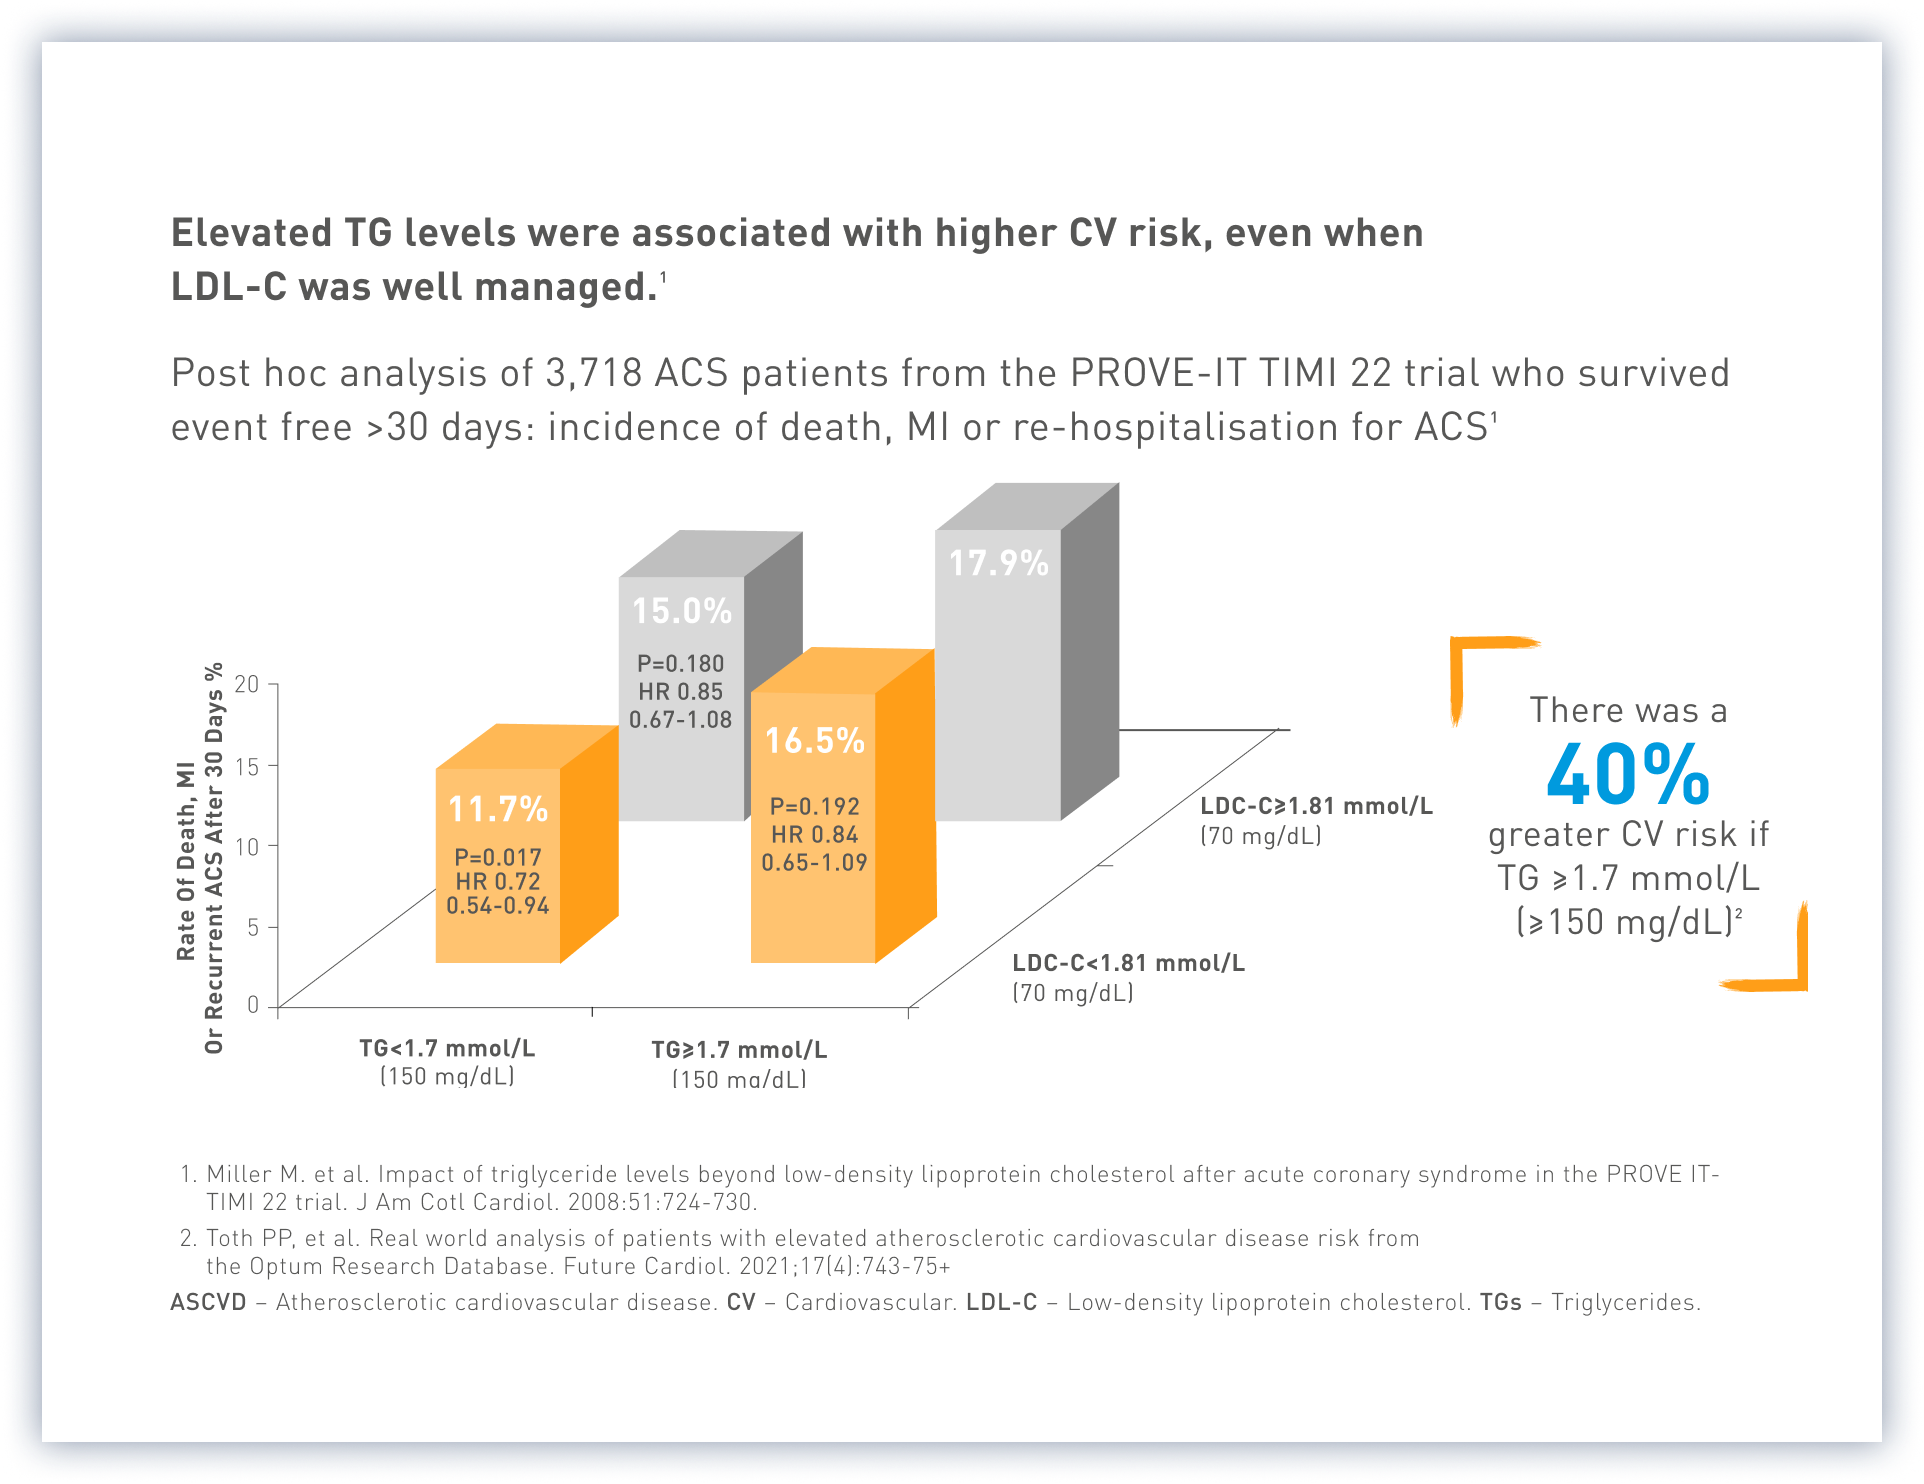 Elevated TG levels were associated with higher CV risk, even when
LDL-C was well managed.¹
Post hoc analysis of 3,718 ACS patients from the PROVE-IT TIMI 22 trial who survived
event free >30 days: incidence of death, MI or re-hospitalisation for ACS¹
Rate Of Death, MI
Or Recurrent ACS After 30 Days %
20
15
10
5
0
11.7%
P=0.017
HR 0.72
0.54-0.94
15.0%
P=0.180
HR 0.85
0.67-1.08
16.5%
P=0.192
HR 0.84
0.65-1.09
17.9%
LDC-C⩾1.81 mmol/L
(70 mg/dL)
LDC-C<1.81 mmol/L
(70 mg/dL)
TG<1.7 mmol/L
(150 mg/dL)
TG⩾1.7 mmol/L
(150 mg/dL)
There was a
40%
greater CV risk if
TG ⩾1.7 mmol/L
(⩾150 mg/dL)²
1. Miller M. et al. Impact of triglyceride levels beyond low-density lipoprotein cholesterol after acute coronary syndrome in the PROVE IT-
TIMI 22 trial. J Am Cotl Cardiol. 2008:51:724-730.
2. Toth PP, et al. Real world analysis of patients with elevated atherosclerotic cardiovascular disease risk from
the Optum Research Database. Future Cardiol. 2021;17(4):743-75+
ASCVD – Atherosclerotic cardiovascular disease. CV – Cardiovascular. LDL-C – Low-density lipoprotein cholesterol. TGs – Triglycerides.